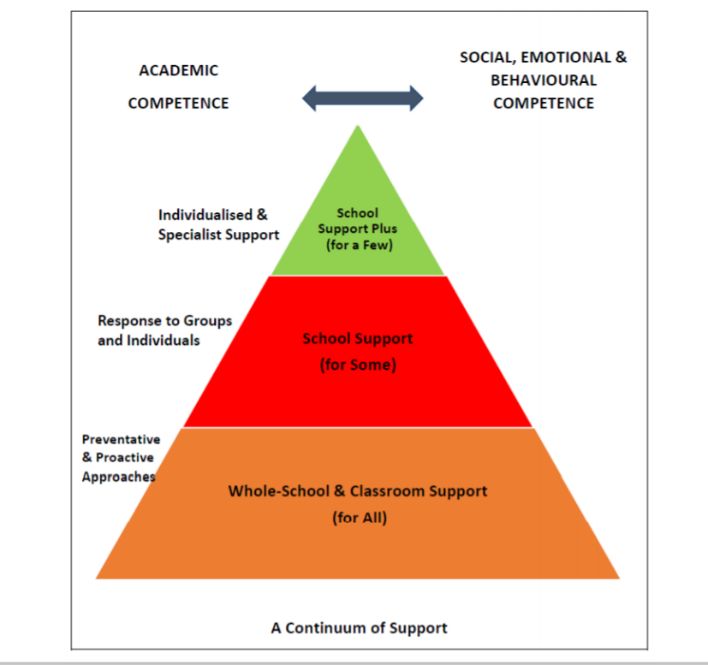 ACADEMIC
COMPETENCE
SOCIAL, EMOTIONAL &
BEHAVIOURAL
COMPETENCE
Individualised &
Specialist Support
School
Support Plus
(for a Few)
Response to Groups
and Individuals
School Support
(for Some)
Preventative
& Proactive
Approaches
Whole-School & Classroom Support
(for All)
A Continuum of Support